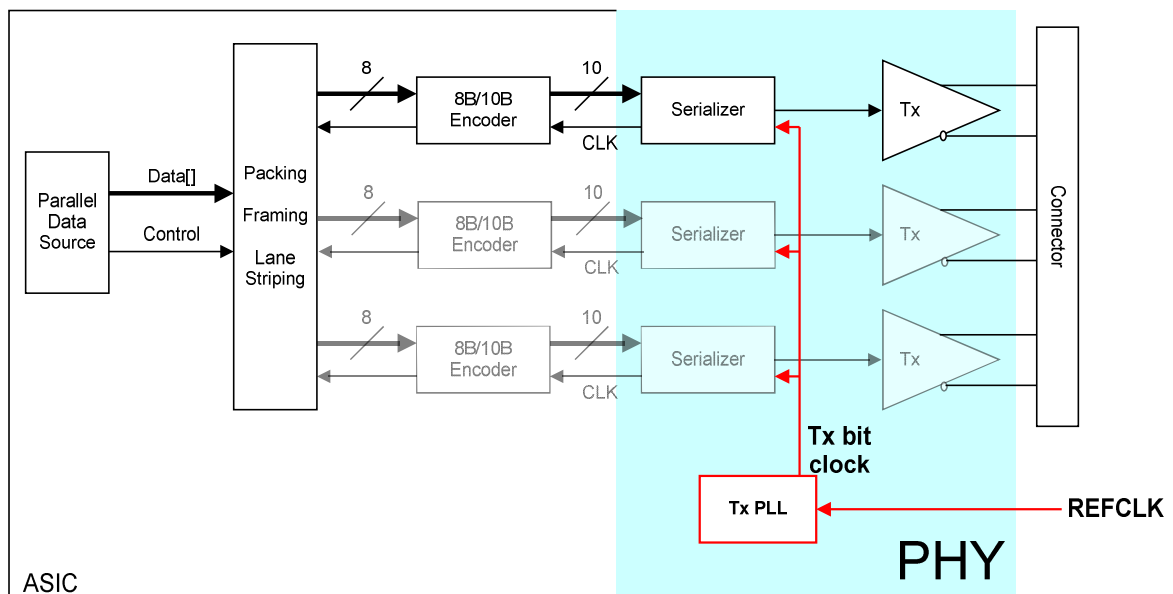 8
10
8B/10B
Encoder
Serializer
Tx
CLK
Parallel
Data
Source
Data[]
Control
Packing
Framing
Lane
Striping
8
10
8B/10B
Encoder
Serializer
Tx
CLK
Connector
8
10
8B/10B
Encoder
Serializer
Tx
CLK
Tx bit
clock
Tx PLL
REFCLK
PHY
ASIC